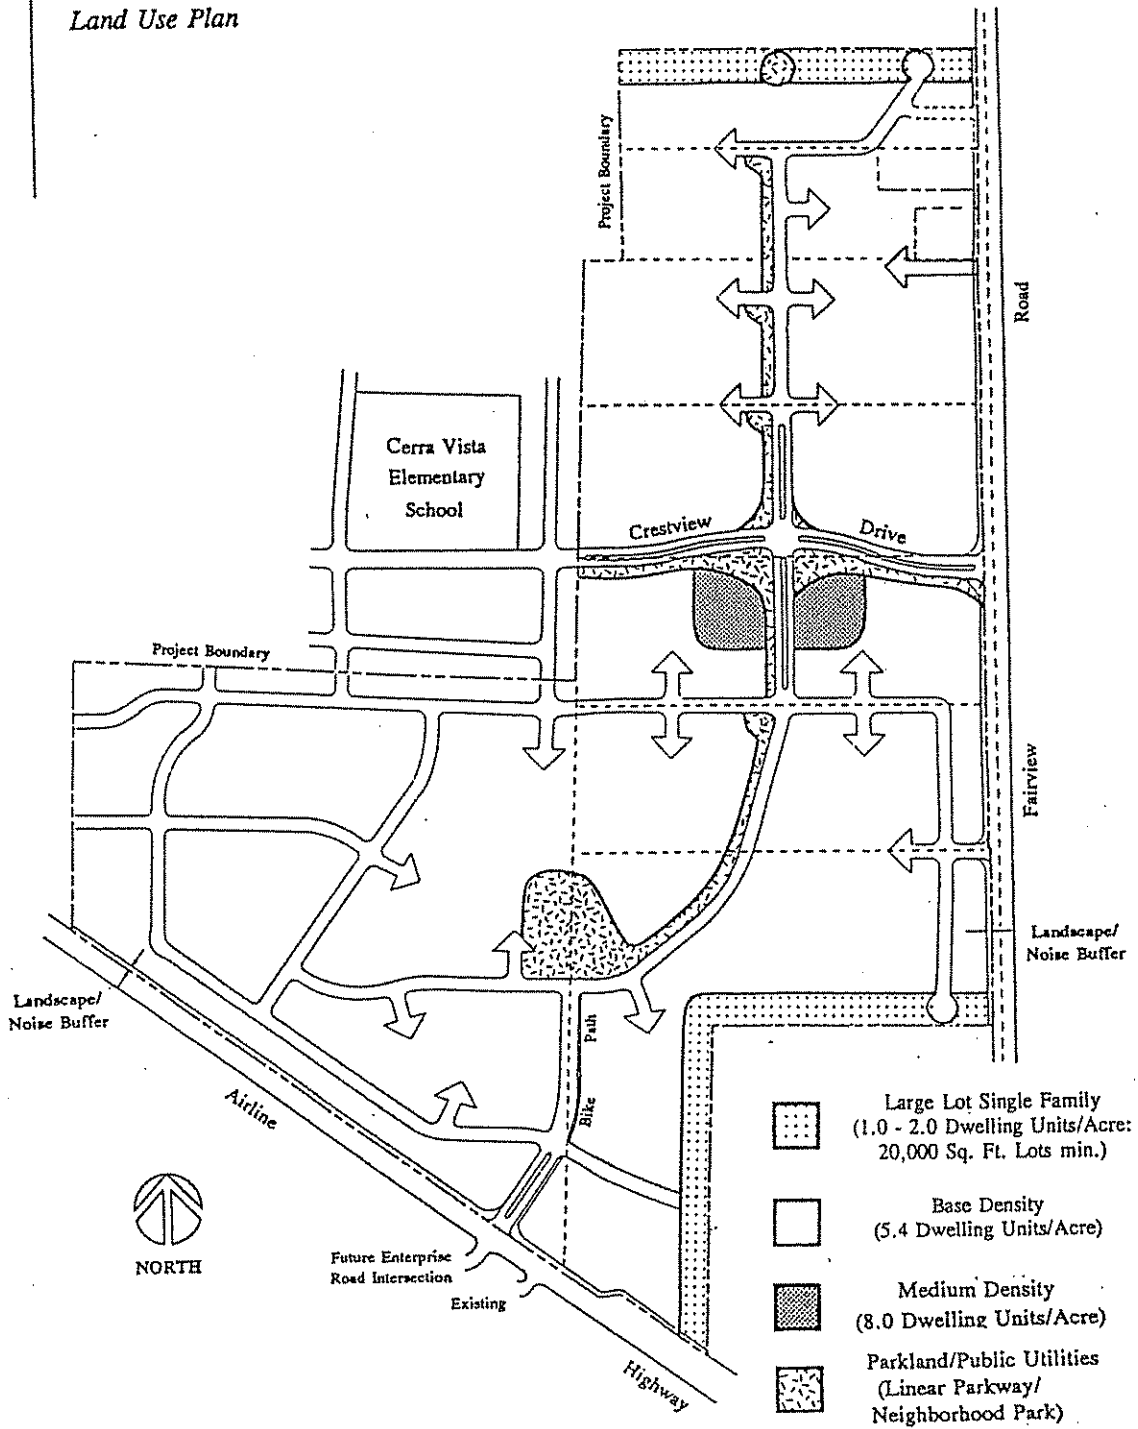 Land Use Plan
Project Boundary
Road
Cerra Vista
Elementary
School
Crestview
Drive
Project Boundary
Fairview
Landscape/
Noise Buffer
Landscape/
Noise Buffer
Path
Bike
Airline
Large Lot Single Family
(1.0 - 2.0 Dwelling Units/Acre:
20,000 Sq. Ft. Lots min.)
Base Density
(5.4 Dwelling Units/Acre)
NORTH
Future Enterprise
Road Intersection
Existing
Medium Density
(8.0 Dwelling Units/Acre)
Highway
Parkland/Public Utilities
(Linear Parkway/
Neighborhood Park)